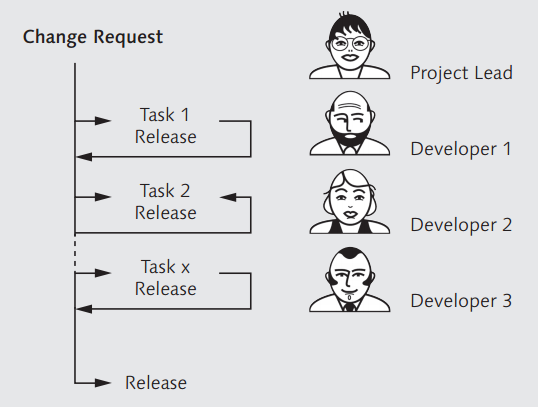 Change Request
Project Lead
Task 1
Release
Developer 1
Task 2
Release
Developer 2
Task x
Release
Developer 3
Release